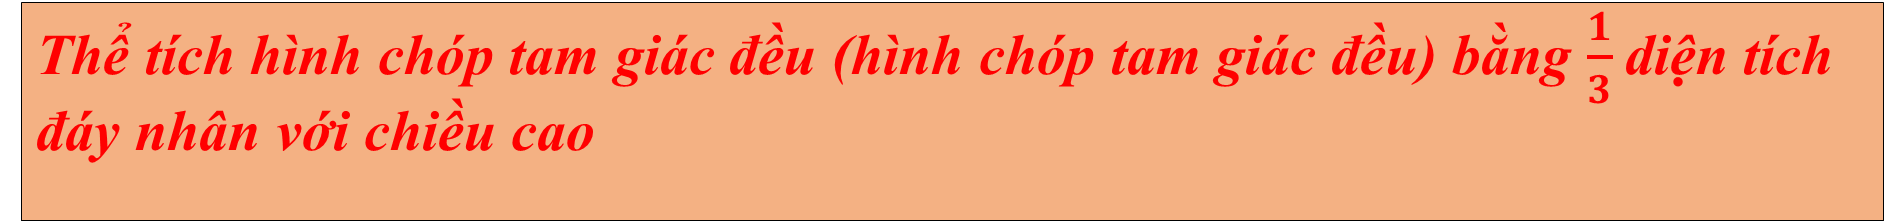 Thể tích hình chóp tam giác đều (hình chóp tam giác đều) bằng 1/3 diện tích
đáy nhân với chiều cao